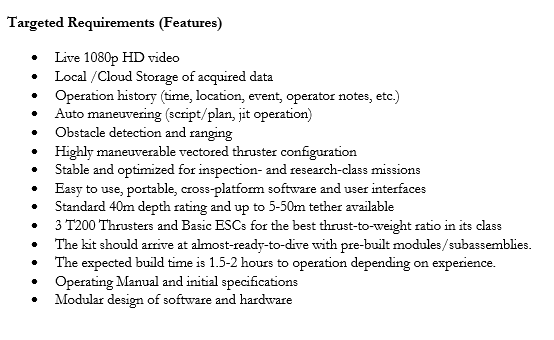 Targeted Requirements (Features)
• Live 1080p HD video
• Local /Cloud Storage of acquired data
• Operation history (time, location, event, operator notes, etc.)
• Auto maneuvering (script/plan, jit operation)
• Obstacle detection and ranging
• Highly maneuverable vectored thruster configuration
• Stable and optimized for inspection- and research-class missions
• Easy to use, portable, cross-platform software and user interfaces
• Standard 40m depth rating and up to 5-50m tether available
• 3 T200 Thrusters and Basic ESCs for the best thrust-to-weight ratio in its class
• The kit should arrive at almost-ready-to-dive with pre-built modules/subassemblies.
• The expected build time is 1.5-2 hours to operation depending on experience.
• Operating Manual and initial specifications
• Modular design of software and hardware